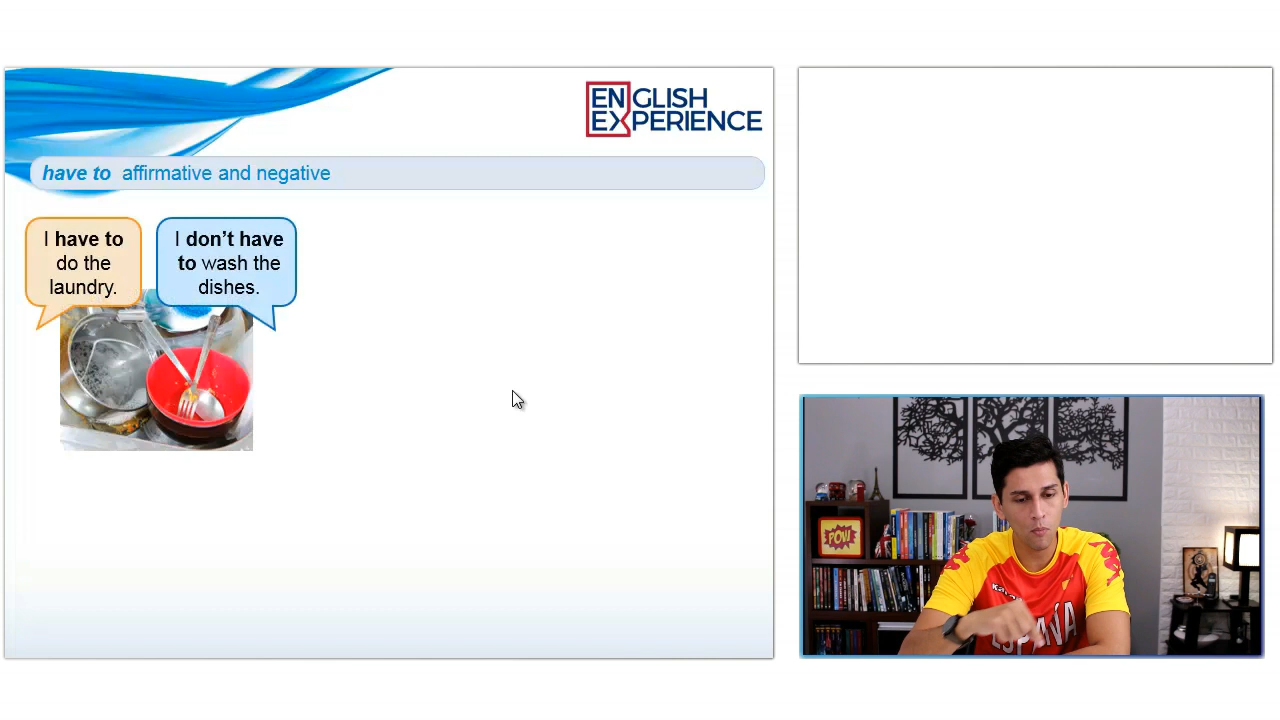 ENGLISH
EXPERIENCE
have to affirmative and negative
I have to
do the
laundry.
I don't have
to wash the
dishes.
POW
ESPAÑA